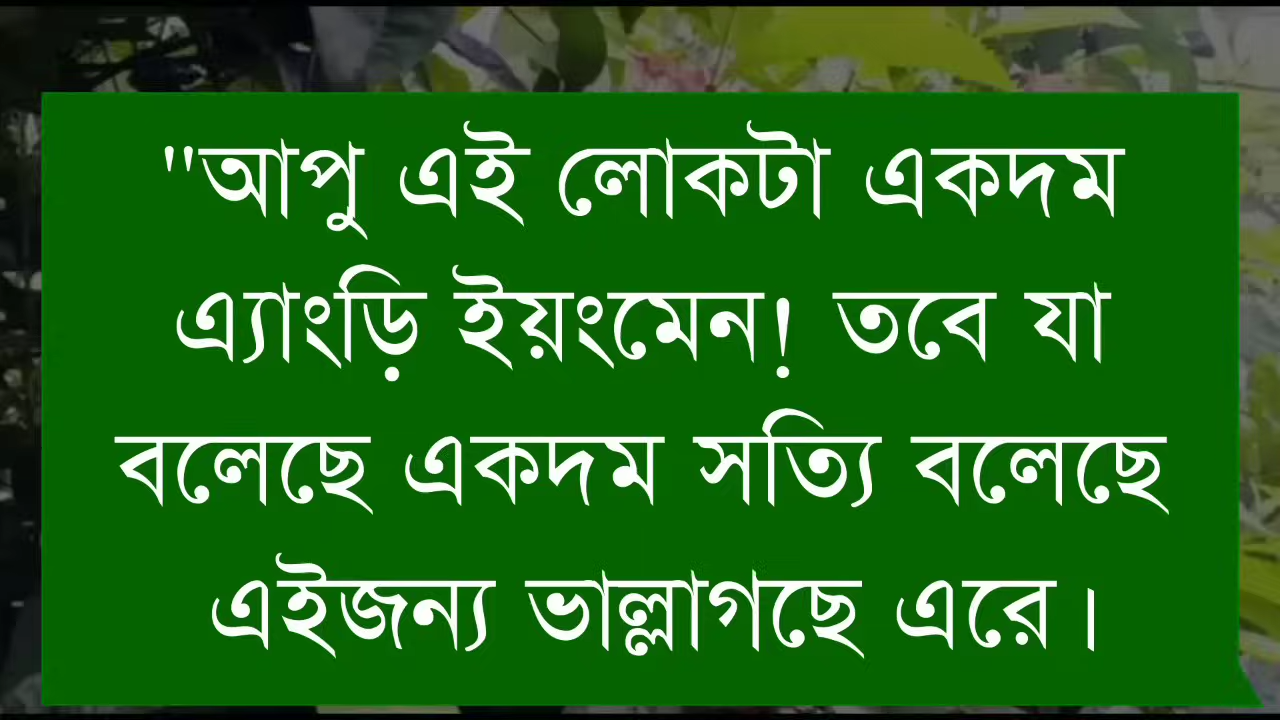 "আপু এই লোকটা একদম
এ্যাংড়ি ইয়ংমেন! তবে যা
বলেছে একদম সত্যি বলেছে
এইজন্য ভাল্লাগছে এরে।